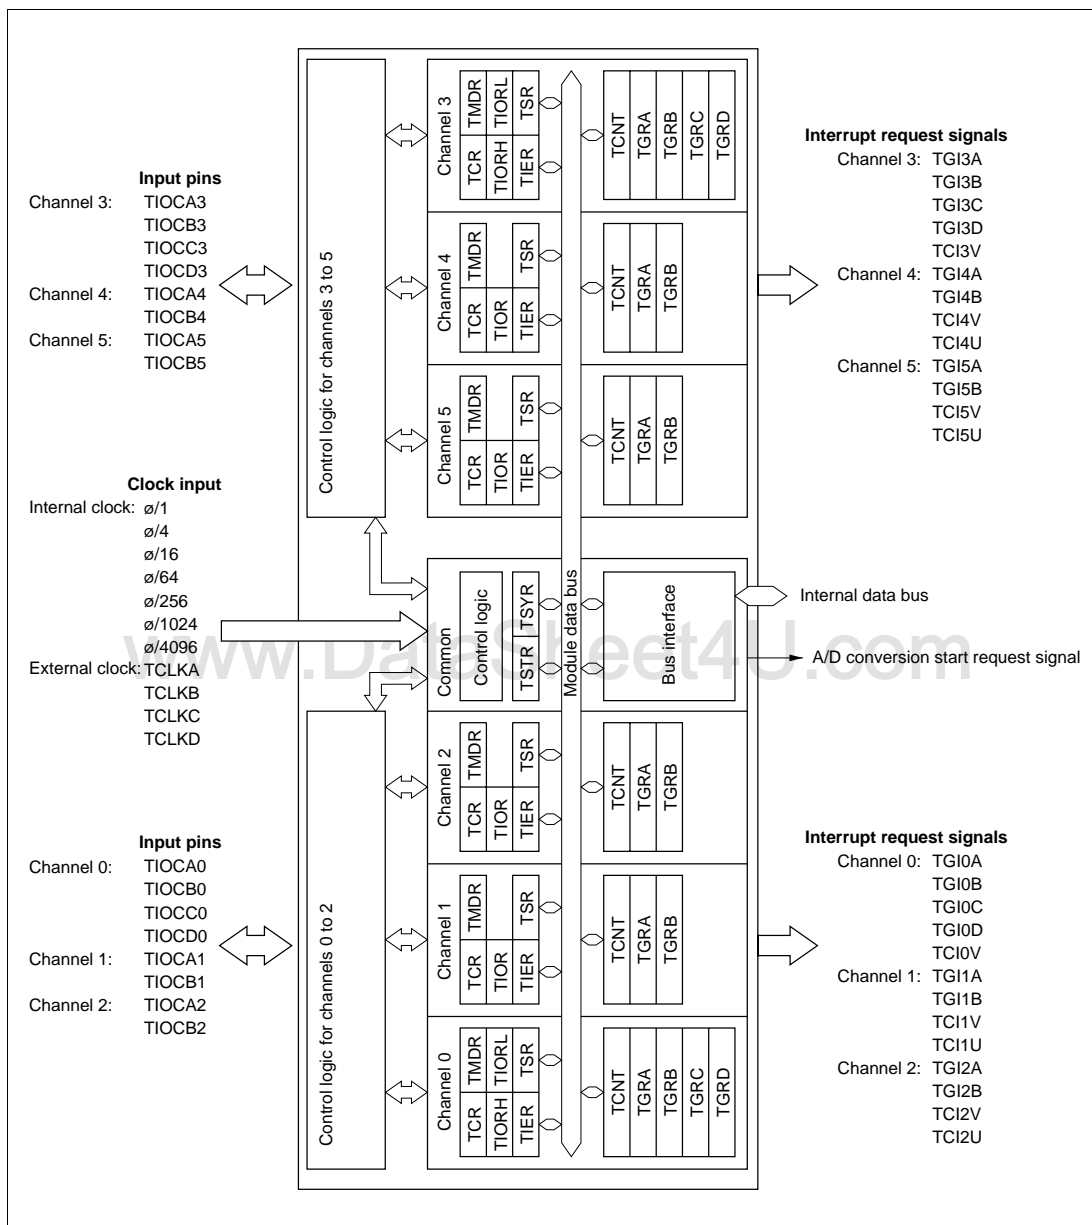 Input pins
Channel 3: TIOCA3
TIOCB3
TIOCC3
TIOCD3
Channel 4: TIOCA4
TIOCB4
Channel 5: TIOCA5
TIOCB5
Clock input
Internal clock: ø/1
ø/4
ø/16
ø/64
ø/256
ø/1024
ø/4096
External clock: TCLKA
TCLKB
TCLKC
TCLKD
Input pins
Channel 0: TIOCA0
TIOCB0
TIOCC0
TIOCD0
Channel 1: TIOCA1
TIOCB1
Channel 2: TIOCA2
TIOCB2
Control logic for channels 3 to 5
Control logic for channels 0 to 2
Channel 3
TCR TMDR
TIORH TIORL
TIER TSR
TCNT
TGRA
TGRB
TGRC
TGRD
Channel 4
TCR TMDR
TIOR
TIER TSR
TCNT
TGRA
TGRB
Channel 5
TCR TMDR
TIOR
TIER TSR
TCNT
TGRA
TGRB
Common
Control logic
TSTR TSYR
Module data bus
Bus interface
Channel 2
TCR TMDR
TIOR
TIER TSR
TCNT
TGRA
TGRB
Channel 1
TCR TMDR
TIOR
TIER TSR
TCNT
TGRA
TGRB
Channel 0
TCR TMDR
TIORH TIORL
TIER TSR
TCNT
TGRA
TGRB
TGRC
TGRD
Interrupt request signals
Channel 3: TGI3A
TGI3B
TGI3C
TGI3D
TCI3V
Channel 4: TGI4A
TGI4B
TCI4V
TCI4U
Channel 5: TGI5A
TGI5B
TCI5V
TCI5U
Internal data bus
A/D conversion start request signal
Interrupt request signals
Channel 0: TGI0A
TGI0B
TGI0C
TGI0D
TCI0V
Channel 1: TGI1A
TGI1B
TCI1V
TCI1U
Channel 2: TGI2A
TGI2B
TCI2V
TCI2U
www.DataSheet4U.com